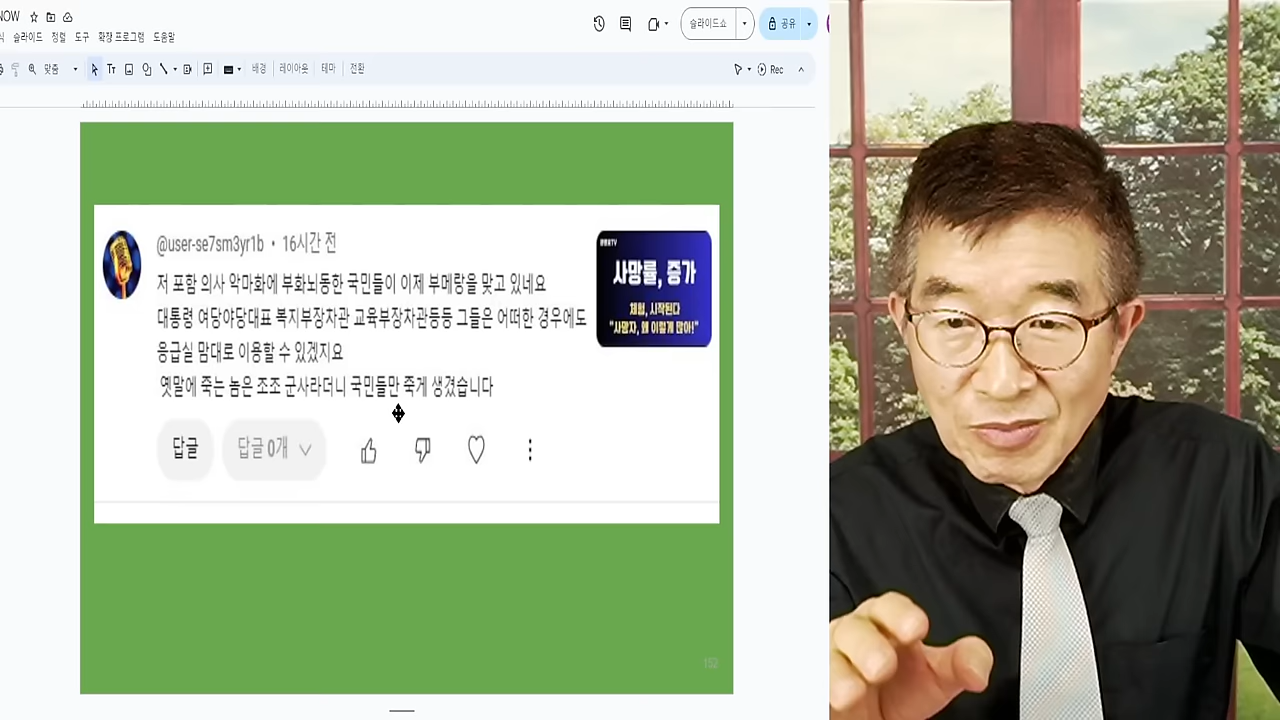 NOW
슬라이드 정렬 도구 확장 프로그램 도움말
슬라이드쇼
공유
맞춤
Tт
배경
레이아웃
테마
전환
Rec
@user-se7sm3yr1b • 16시간 전
저 포함 의사 악마화에 부화뇌동한 국민들이 이제 부메랑을 맞고 있네요
대통령 여당야당대표 복지부장차관 교육부장차관등등 그들은 어떠한 경우에도
응급실 맘대로 이용할 수 있겠지요
옛말에 죽는 놈은 조조 군사라더니 국민들만 죽게 생겼습니다
답글
답글 0개
사망률, 증가
체험, 시작된다
"사망자, 왜 이렇게 많아!"
152